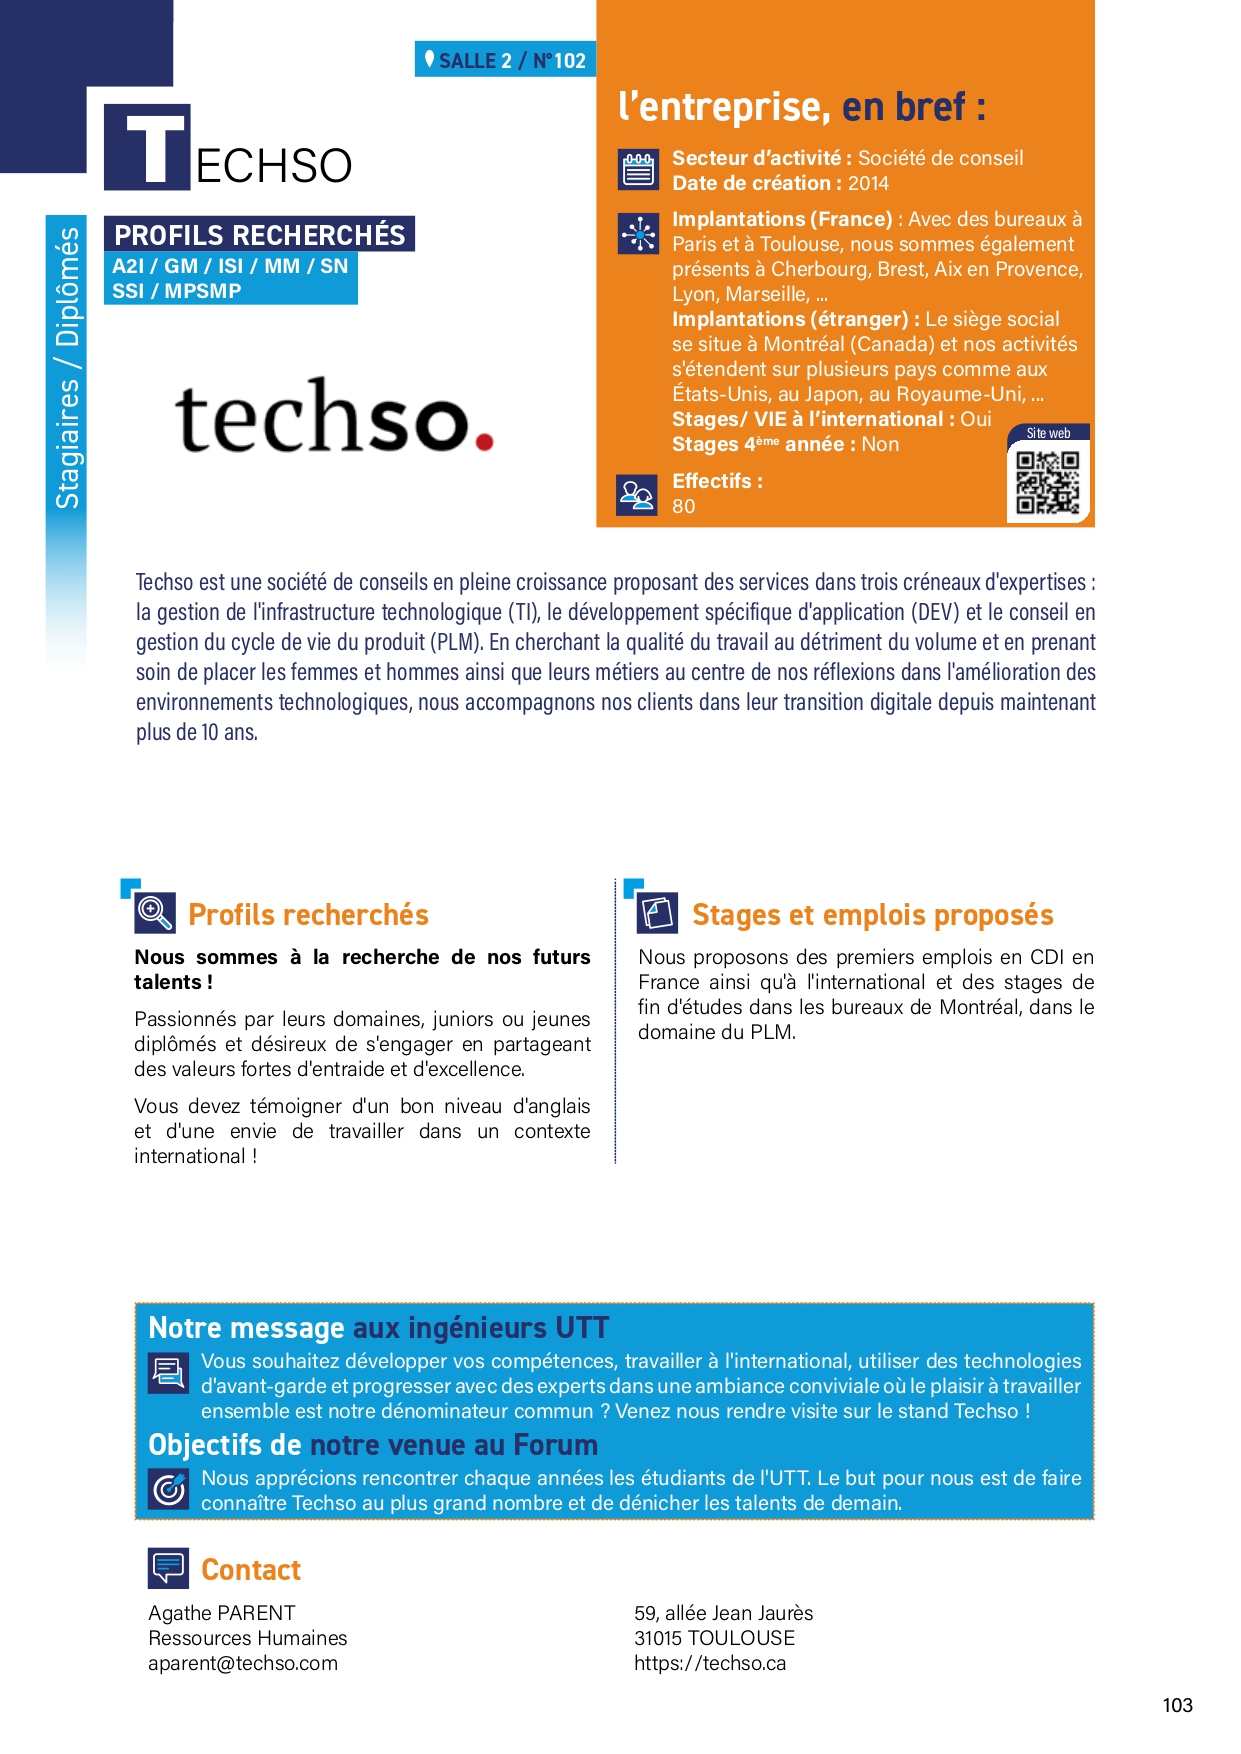 SALLE 2 / N°102
TECHSO
PROFILS RECHERCHÉS
A2I / GM / ISI / MM / SN
SSI / MPSMP
Stagiaires / Diplômés
techso.
l'entreprise, en bref :
Secteur d'activité : Société de conseil
Date de création : 2014
Implantations (France) : Avec des bureaux à
Paris et à Toulouse, nous sommes également
présents à Cherbourg, Brest, Aix en Provence,
Lyon, Marseille, ...
Implantations (étranger) : Le siège social
se situe à Montréal (Canada) et nos activités
s'étendent sur plusieurs pays comme aux
États-Unis, au Japon, au Royaume-Uni, ...
Stages/ VIE à l'international : Oui
Stages 4ème année : Non
Site web
Effectifs :
80
Techso est une société de conseils en pleine croissance proposant des services dans trois créneaux d'expertises :
la gestion de l'infrastructure technologique (TI), le développement spécifique d'application (DEV) et le conseil en
gestion du cycle de vie du produit (PLM). En cherchant la qualité du travail au détriment du volume et en prenant
soin de placer les femmes et hommes ainsi que leurs métiers au centre de nos réflexions dans l'amélioration des
environnements technologiques, nous accompagnons nos clients dans leur transition digitale depuis maintenant
plus de 10 ans.
Profils recherchés
Nous sommes à la recherche de nos futurs
talents !
Passionnés par leurs domaines, juniors ou jeunes
diplômés et désireux de s'engager en partageant
des valeurs fortes d'entraide et d'excellence.
Vous devez témoigner d'un bon niveau d'anglais
et d'une envie de travailler dans un contexte
international !
Stages et emplois proposés
Nous proposons des premiers emplois en CDI en
France ainsi qu'à l'international et des stages de
fin d'études dans les bureaux de Montréal, dans le
domaine du PLM.
Notre message aux ingénieurs UTT
Vous souhaitez développer vos compétences, travailler à l'international, utiliser des technologies
d'avant-garde et progresser avec des experts dans une ambiance conviviale où le plaisir à travailler
ensemble est notre dénominateur commun ? Venez nous rendre visite sur le stand Techso !
Objectifs de notre venue au Forum
Nous apprécions rencontrer chaque années les étudiants de l'UTT. Le but pour nous est de faire
connaître Techso au plus grand nombre et de dénicher les talents de demain.
Contact
Agathe PARENT
Ressources Humaines
aparent@techso.com
59, allée Jean Jaurès
31015 TOULOUSE
https://techso.ca
103